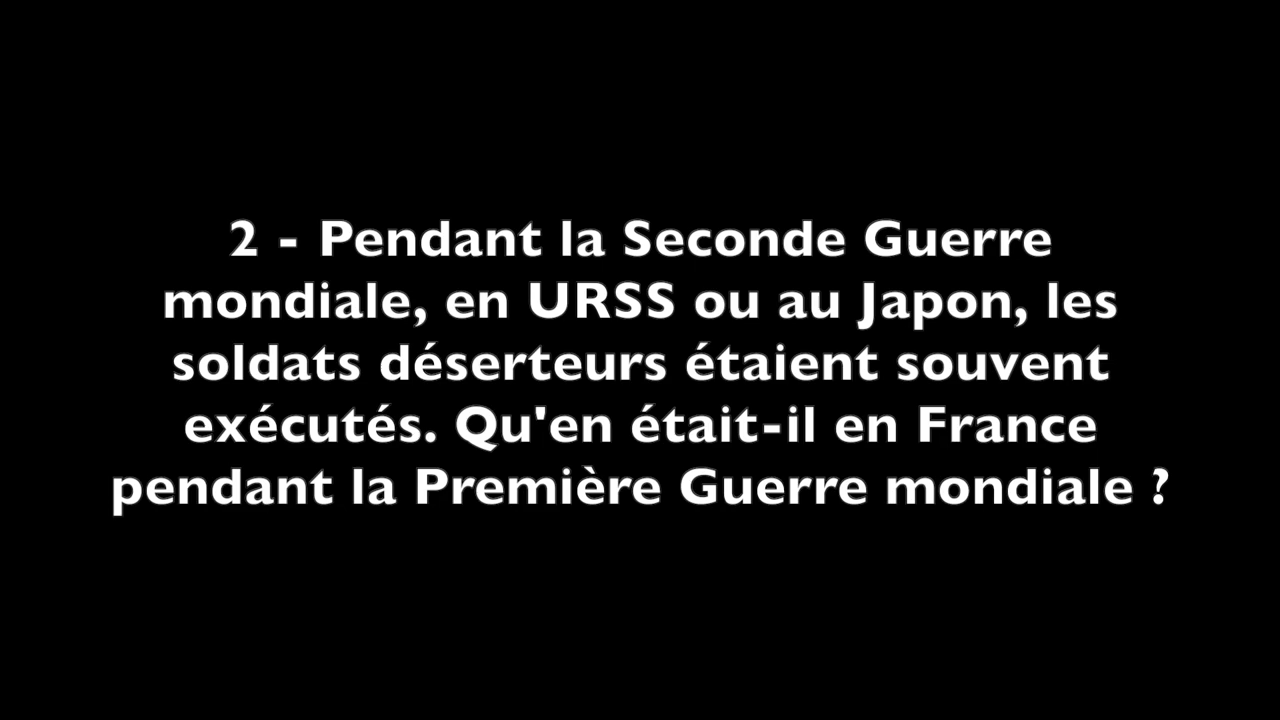 2 - Pendant la Seconde Guerre
mondiale, en URSS ou au Japon, les
soldats déserteurs étaient souvent
exécutés. Qu'en était-il en France
pendant la Première Guerre mondiale ?